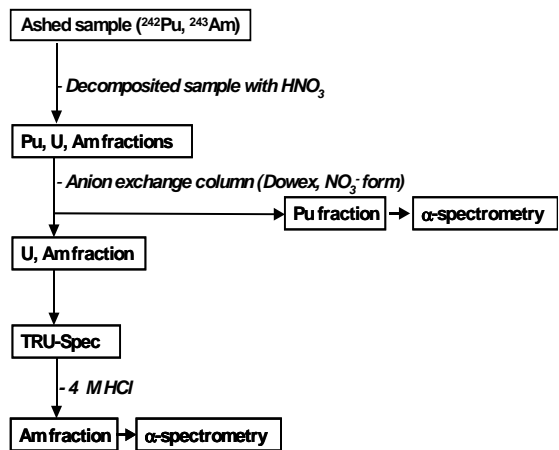 Ashed sample (²⁴²Pu, ²⁴³Am)
- Decomposited sample with HNO₃
Pu, U, Am fractions
- Anion exchange column (Dowex, NO₃⁻ form)
Pu fraction
α-spectrometry
U, Am fraction
TRU-Spec
- 4 M HCl
Am fraction
α-spectrometry